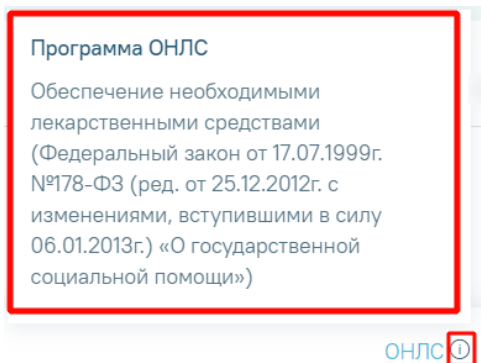 Программа ОНЛС
Обеспечение необходимыми
лекарственными средствами
(Федеральный закон от 17.07.1999г.
№178-ФЗ (ред. от 25.12.2012г. с
изменениями, вступившими в силу
06.01.2013г.) «О государственной
социальной помощи»)
ОНЛС